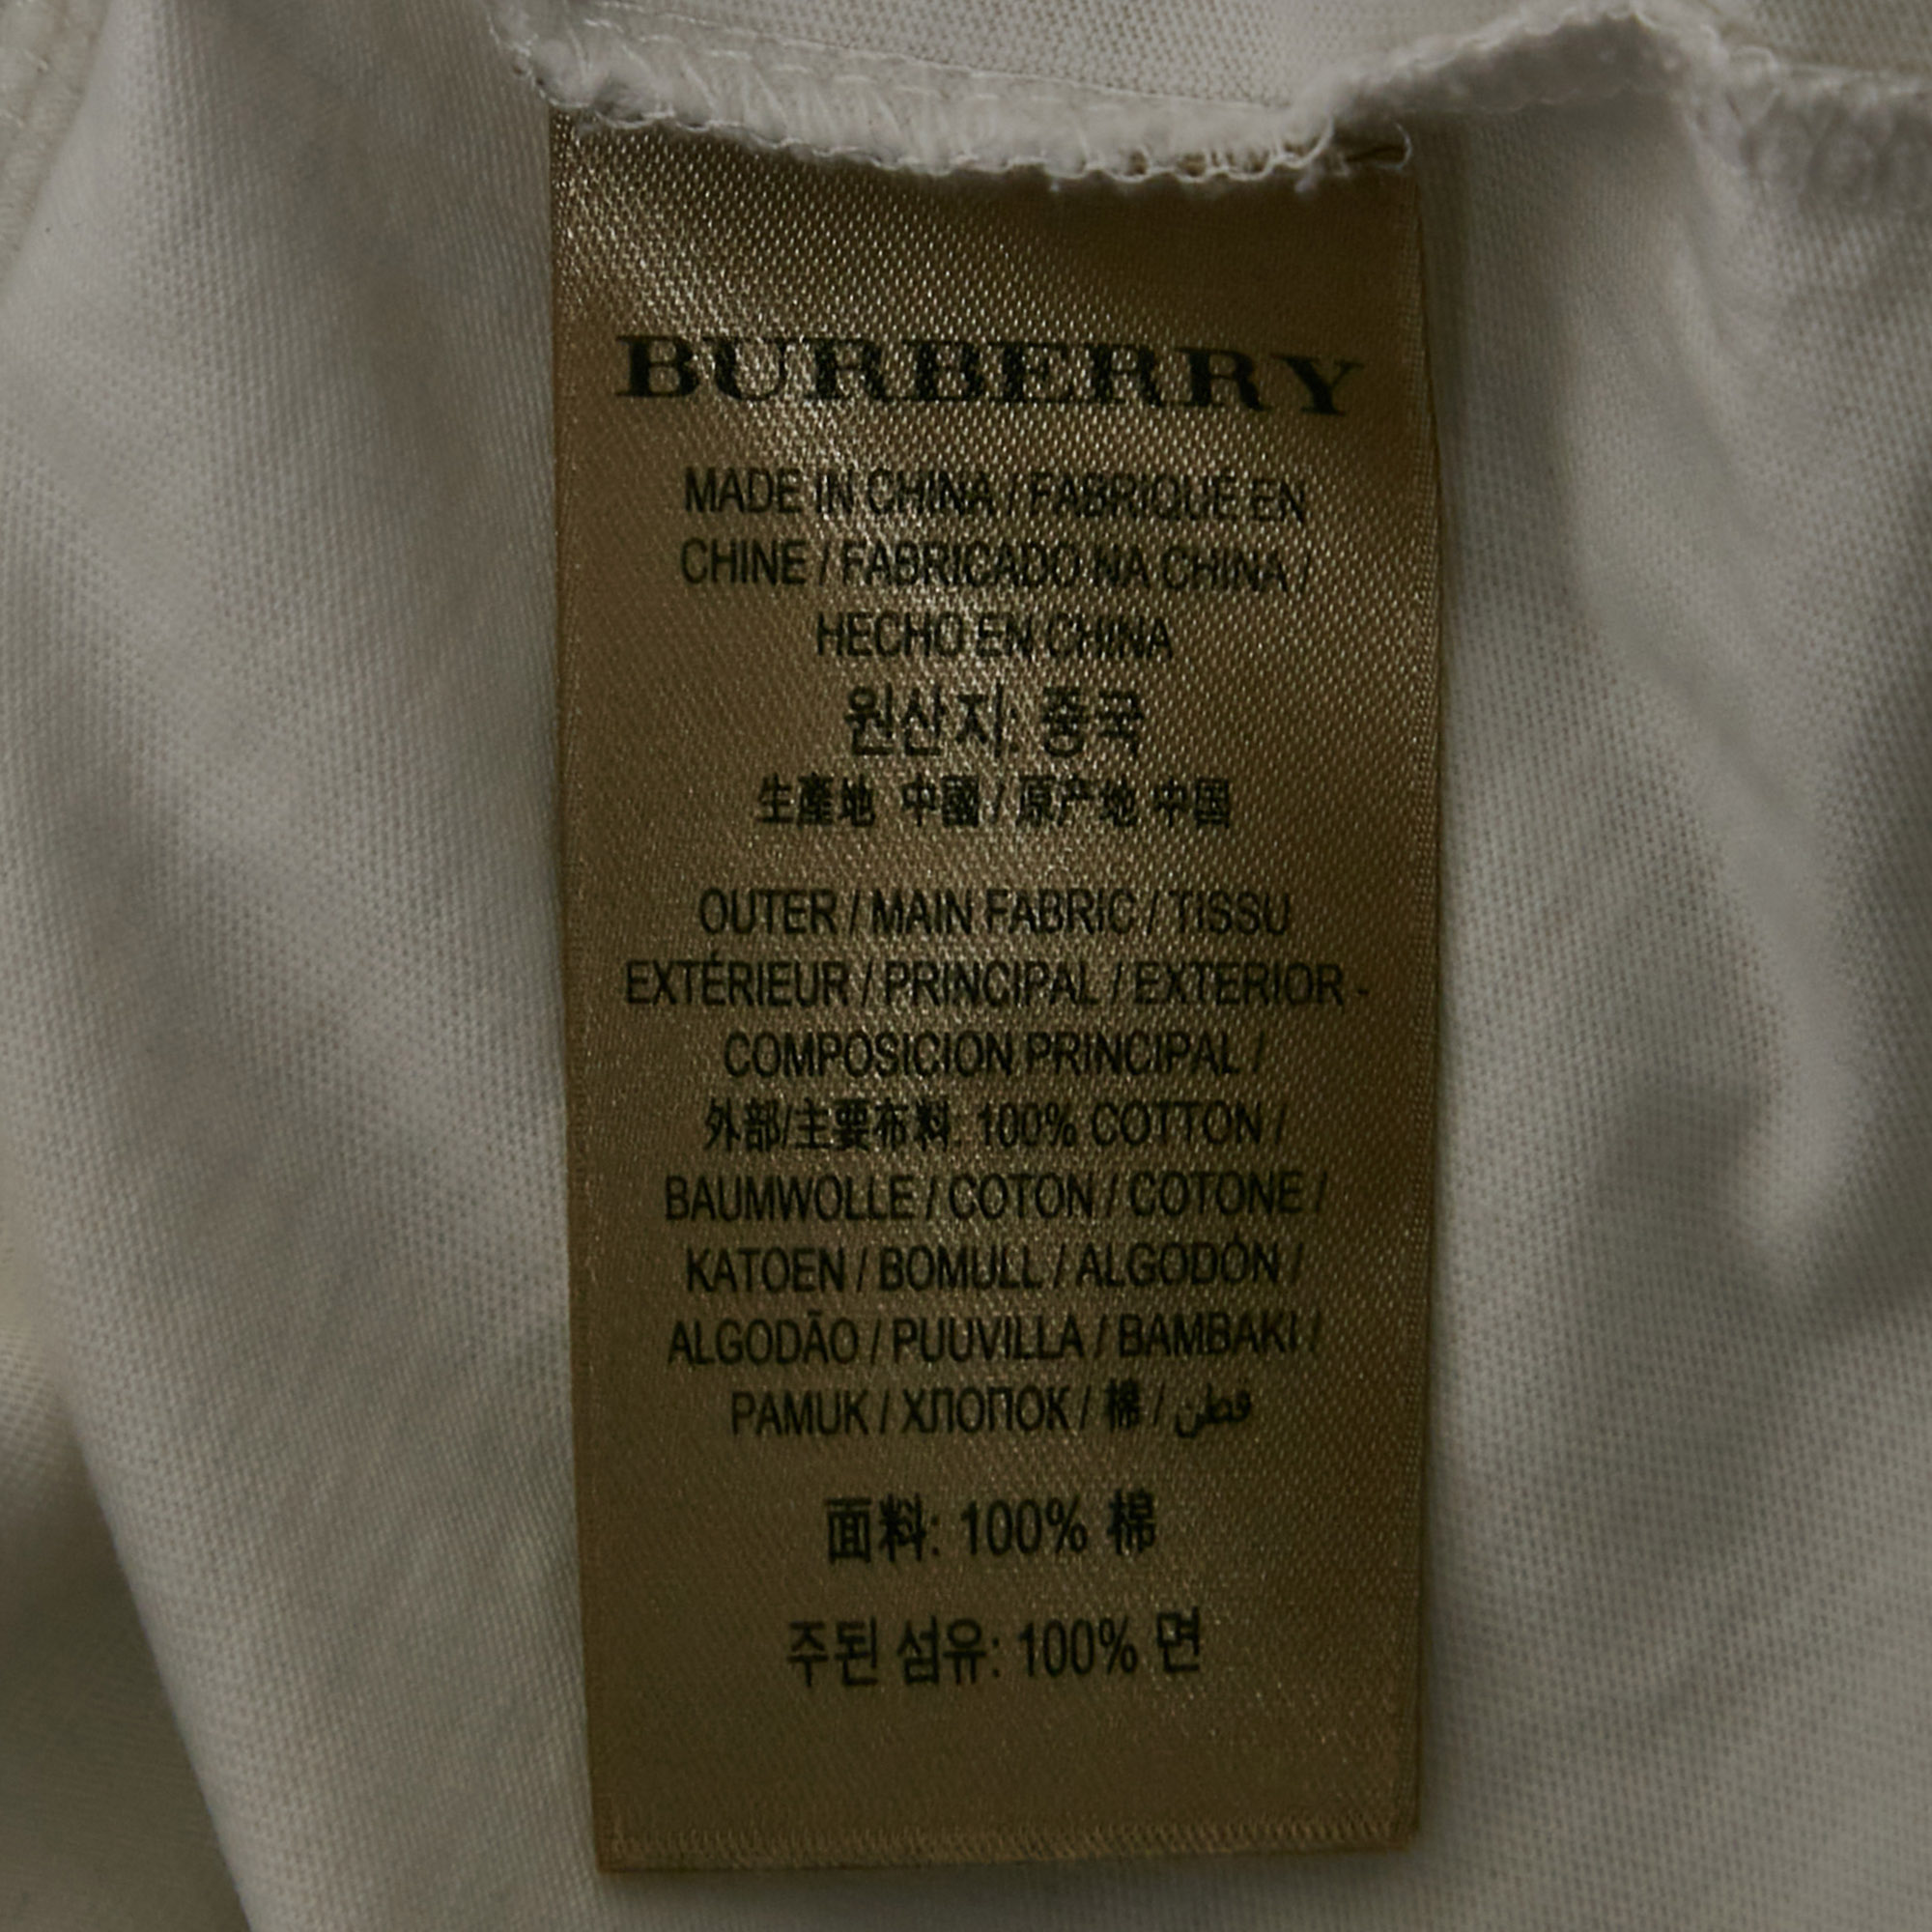 BURBERRY
MADE IN CHINA / FABRIQUÉ EN
CHINE / FABRICADO NA CHINA /
HECHO EN CHINA
원산지: 중국
生產地 中國 / 原产地 中国
OUTER / MAIN FABRIC / TISSU
EXTÉRIEUR / PRINCIPAL / EXTERIOR -
COMPOSICION PRINCIPAL /
外部/主要布料: 100% COTTON /
BAUMWOLLE / COTON / COTONE /
KATOEN / BOMULL / ALGODÓN /
ALGODÃO / PUUVILLA / BAMBAKI /
PAMUK / ХЛОПОК / 棉 / قطن
面料: 100% 棉
주된 섬유: 100% 면